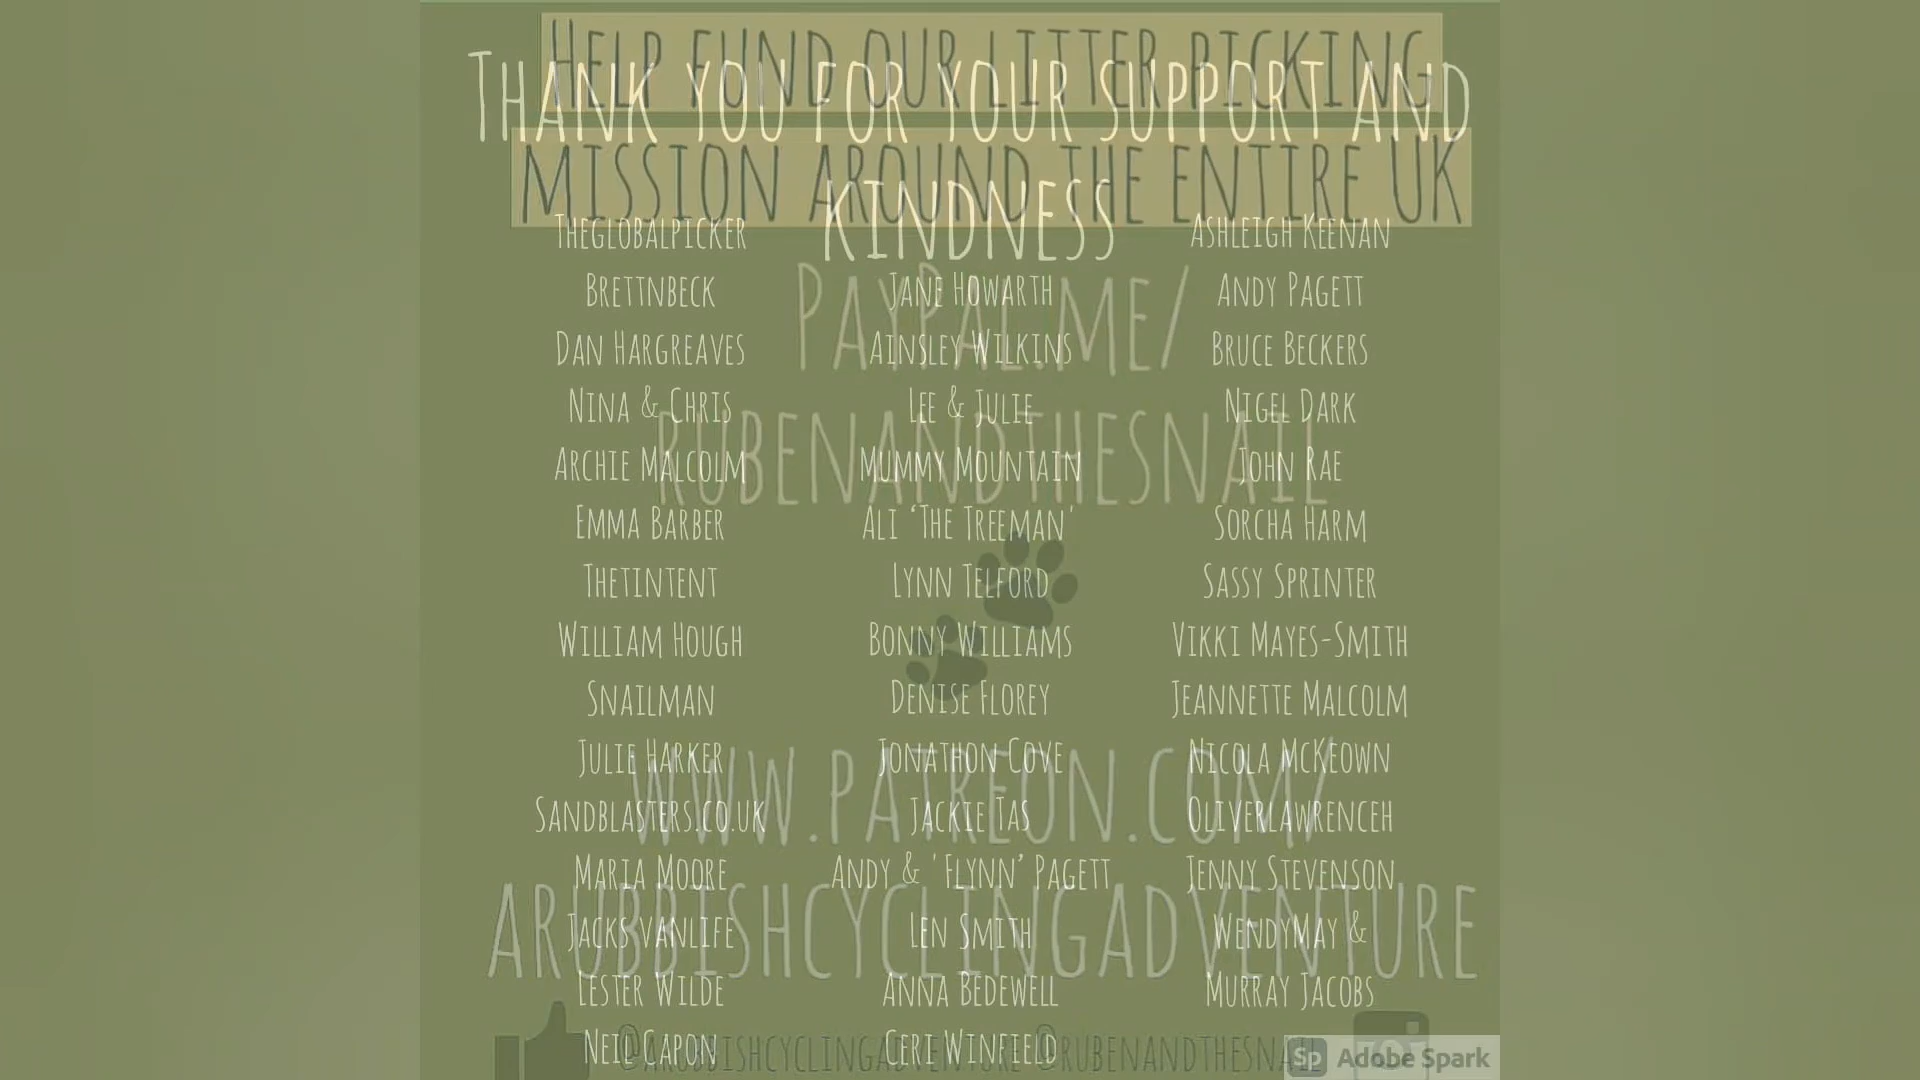 Help fund our litter picking
mission around the entire UK
PayPal.me/
rubenandthesnail
www.patreon.com/
arubbishcyclingadventure
@arubbishcyclingadventure @rubenandthesnail
Thank you for your support and
kindness
Theglobalpicker
Brettnbeck
Dan Hargreaves
Nina & Chris
Archie Malcolm
Emma Barber
Thetintent
William Hough
Snailman
Julie Harker
Sandblasters.co.uk
Maria Moore
Jacks vanlife
Lester Wilde
Neil Capon
Jane Howarth
Ainsley Wilkins
Lee & Julie
Mummy Mountain
Ali ‘The Treeman'
Lynn Telford
Bonny Williams
Denise Florey
Jonathon Cove
Jackie Tas
Andy & 'Flynn’ Pagett
Len Smith
Anna Bedewell
Ceri Winfield
Ashleigh Keenan
Andy Pagett
Bruce Beckers
Nigel Dark
John Rae
Sorcha Harm
Sassy Sprinter
Vikki Mayes-Smith
Jeannette Malcolm
Nicola McKeown
Oliverlawrenceh
Jenny Stevenson
WendyMay &
Murray Jacobs
Sp Adobe Spark